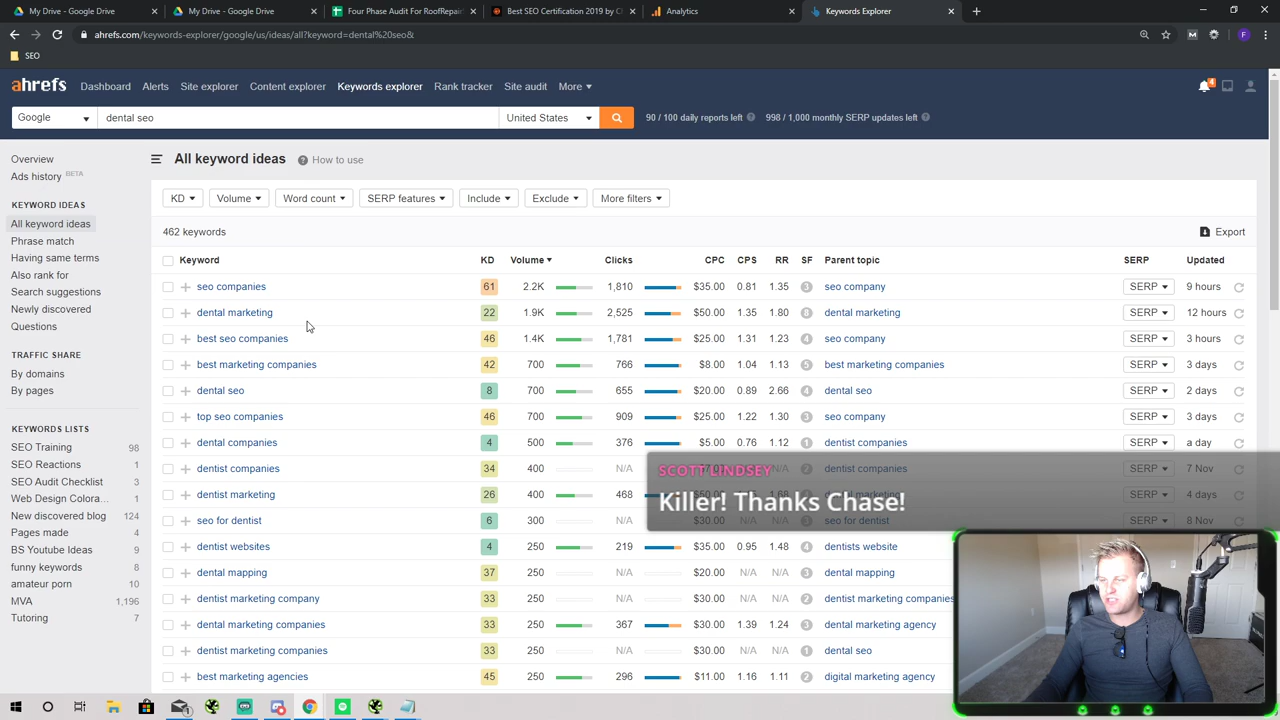 My Drive - Google Drive
My Drive - Google Drive
Four Phase Audit For RoofRepair
Best SEO Certification 2019 by C
Analytics
Keywords Explorer
ahrefs.com/keywords-explorer/google/us/ideas/all?keyword=dental%20seo&
SEO
ahrefs Dashboard Alerts Site explorer Content explorer Keywords explorer Rank tracker Site audit More 4
Google dental seo United States 90 / 100 daily reports left 998 / 1,000 monthly SERP updates left
Overview
Ads history BETA
KEYWORD IDEAS
All keyword ideas
Phrase match
Having same terms
Also rank for
Search suggestions
Newly discovered
Questions
TRAFFIC SHARE
By domains
By pages
KEYWORDS LISTS
SEO Training 98
SEO Reactions 2
SEO Audit Checklist 3
Web Design Colora... 1
New discovered blog 124
Pages made 4
BS Youtube Ideas 9
funny keywords 8
amateur porn 10
MVA 1,196
Tutoring 7
All keyword ideas How to use
KD Volume Word count SERP features Include Exclude More filters
462 keywords Export
Keyword KD Volume Clicks CPC CPS RR SF Parent topic SERP Updated
seo companies 61 2.2K 1,810 $35.00 0.81 1.35 3 seo company SERP 9 hours
dental marketing 22 1.9K 2,525 $50.00 1.35 1.80 8 dental marketing SERP 12 hours
best seo companies 46 1.4K 1,781 $25.00 1.31 1.23 4 seo company SERP 3 hours
best marketing companies 42 700 766 $8.00 1.04 1.13 5 best marketing companies SERP 3 days
dental seo 8 700 655 $20.00 0.89 2.66 4 dental seo SERP 2 days
top seo companies 46 700 909 $25.00 1.22 1.30 3 seo company SERP 3 days
dental companies 4 500 376 $5.00 0.76 1.12 1 dentist companies SERP a day
dentist companies 34 400 N/A N/A 2 dentist companies SERP 7 Nov
dentist marketing 26 400 468 dental marketing SERP 4 days
seo for dentist 6 300 N/A $30.00 N/A N/A 3 seo for dentist SERP 8 Nov
dentist websites 4 250 219 $35.00 0.95 1.48 4 dentists website
dental mapping 37 250 N/A $20.00 N/A N/A 3 dental mapping
dentist marketing company 33 250 N/A $30.00 N/A N/A 2 dentist marketing companies
dental marketing companies 33 250 367 $30.00 1.39 1.24 3 dental marketing agency
dentist marketing companies 33 250 N/A $30.00 N/A N/A 1 dental seo
best marketing agencies 45 250 296 $11.00 1.16 1.11 2 digital marketing agency
SCOTT LINDSEY
Killer! Thanks Chase!